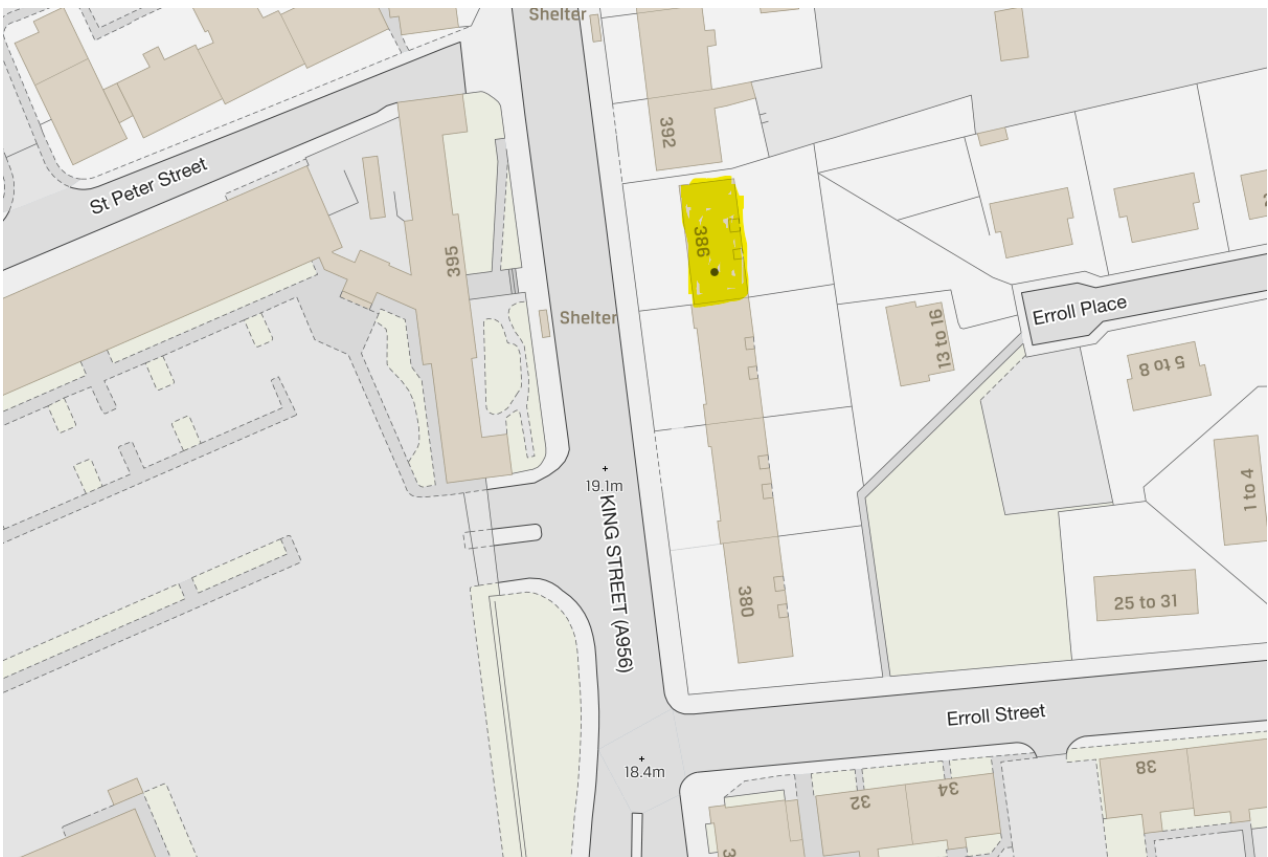 Shelter
392
St Peter Street
395
386
Shelter
Erroll Place
13 to 16
5 to 8
19.1m
KING STREET (A956)
1 to 4
380
25 to 31
Erroll Street
18.4m
38
34
32